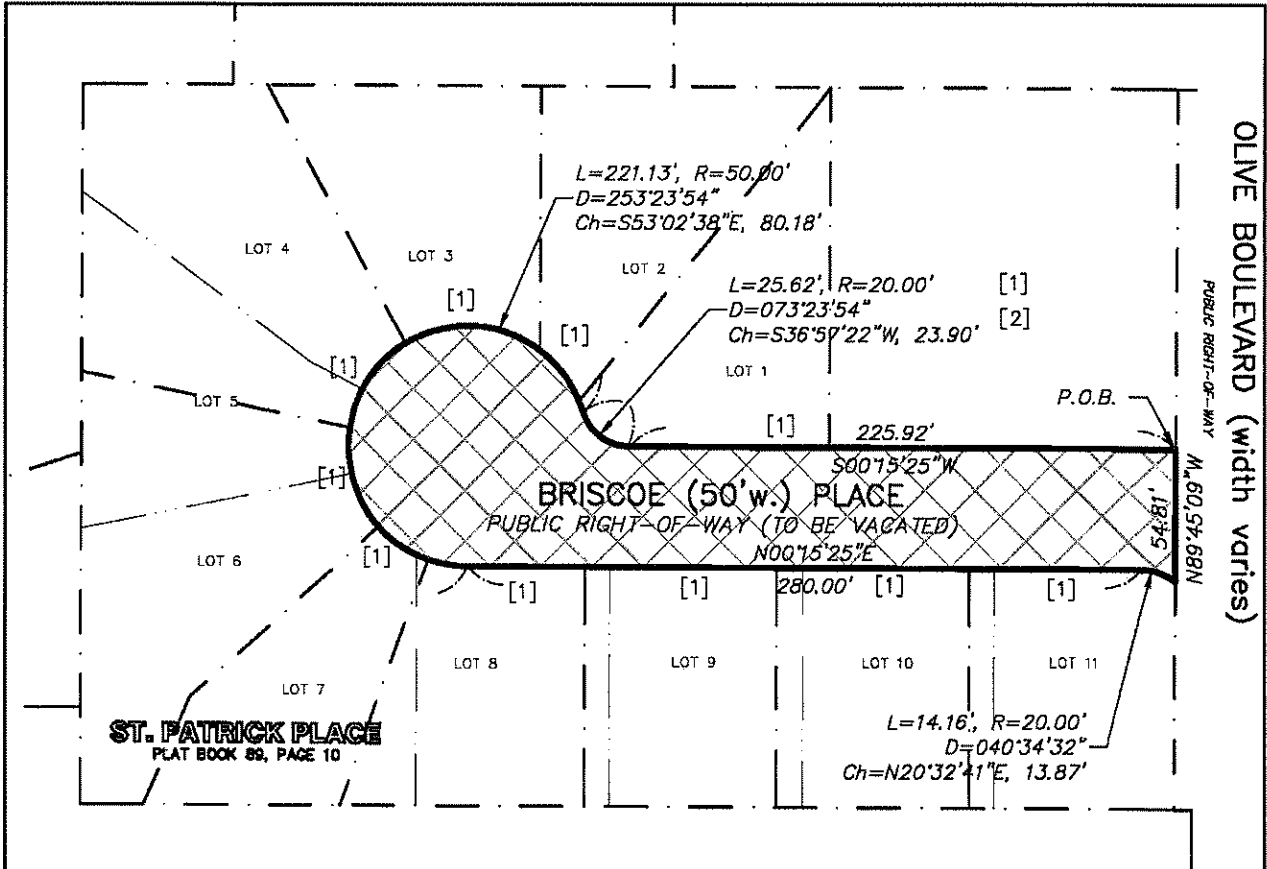 L=221.13', R=50.00'
D=253°23'54"
Ch=S53°02'38"E, 80.18'
LOT 4
LOT 3
LOT 2
[1]
[1]
[1]
L=25.62', R=20.00'
D=073°23'54"
Ch=S36°57'22"W, 23.90'
[1]
[2]
LOT 1
OLIVE BOULEVARD (width varies)
PUBLIC RIGHT-OF-WAY
P.O.B.
LOT 5
[1]
225.92'
S00°15'25"W
BRISCOE (50'w.) PLACE
PUBLIC RIGHT-OF-WAY (TO BE VACATED)
N00°15'25"E
280.00'
54.81'
N89°45'09"W
[1]
[1]
[1]
[1]
[1]
[1]
LOT 6
LOT 7
LOT 8
LOT 9
LOT 10
LOT 11
ST. PATRICK PLACE
PLAT BOOK 89, PAGE 10
L=14.16', R=20.00'
D=040°34'32"
Ch=N20°32'41"E, 13.87'